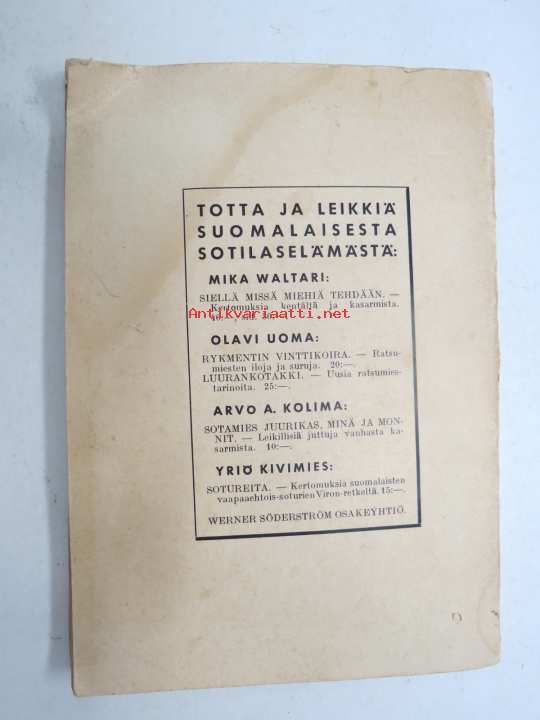 TOTTA JA LEIKKIÄ
SUOMALAISESTA
SOTILASELÄMÄSTÄ:
MIKA WALTARI:
SIELLÄ MISSÄ MIEHIÄ TEHDÄÄN. —
Kertomuksia kentältä ja kasarmista.
Antikvariaatti.net
OLAVI UOMA:
RYKMENTIN VINTTIKOIRA. — Ratsu-
miesten iloja ja suruja. 20:—.
LUURANKOTAKKI. — Uusia ratsumies-
tarinoita. 25:—.
ARVO A. KOLIMA:
SOTAMIES JUURIKAS, MINÄ JA MON-
NIT. — Leikillisiä juttuja vanhasta ka-
sarmista. 10:—.
YRIÖ KIVIMIES:
SOTUREITA. — Kertomuksia suomalaisten
vaapaaehtois-soturien Viron-retkeltä. 15:—.
WERNER SÖDERSTRÖM OSAKEYHTIÖ.